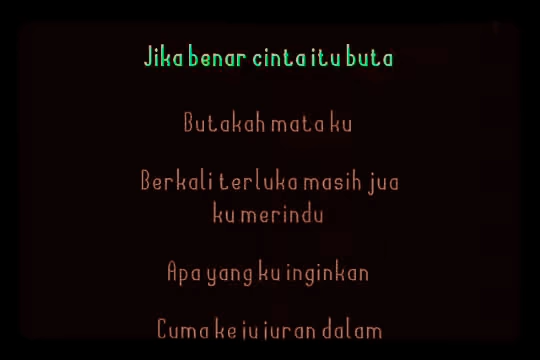 Jika benar cinta itu buta
Butakah mata ku
Berkali terluka masih jua
ku merindu
Apa yang ku inginkan
Cuma kejujuran dalam